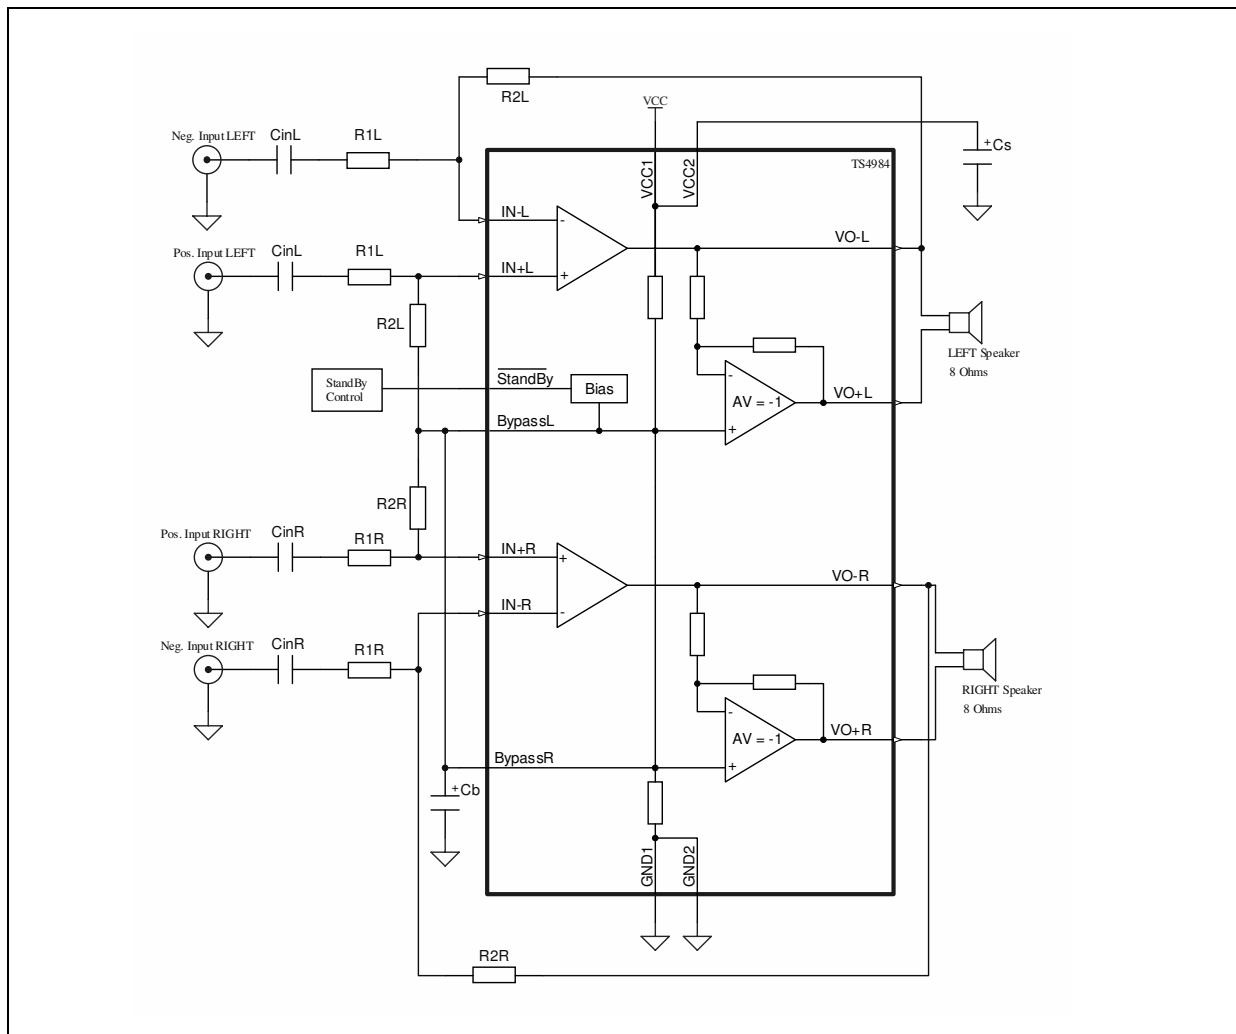 R2L
VCC
Neg. Input LEFT
CinL
R1L
+Cs
TS4984
VCC1
VCC2
IN-L
-
VO-L
Pos. Input LEFT
CinL
R1L
IN+L
+
R2L
LEFT Speaker
8 Ohms
StandBy
Control
StandBy
Bias
-
AV = -1
VO+L
BypassL
+
R2R
Pos. Input RIGHT
CinR
R1R
IN+R
+
VO-R
IN-R
-
Neg. Input RIGHT
CinR
R1R
RIGHT Speaker
8 Ohms
-
AV = -1
VO+R
BypassR
+
+Cb
GND1
GND2
R2R